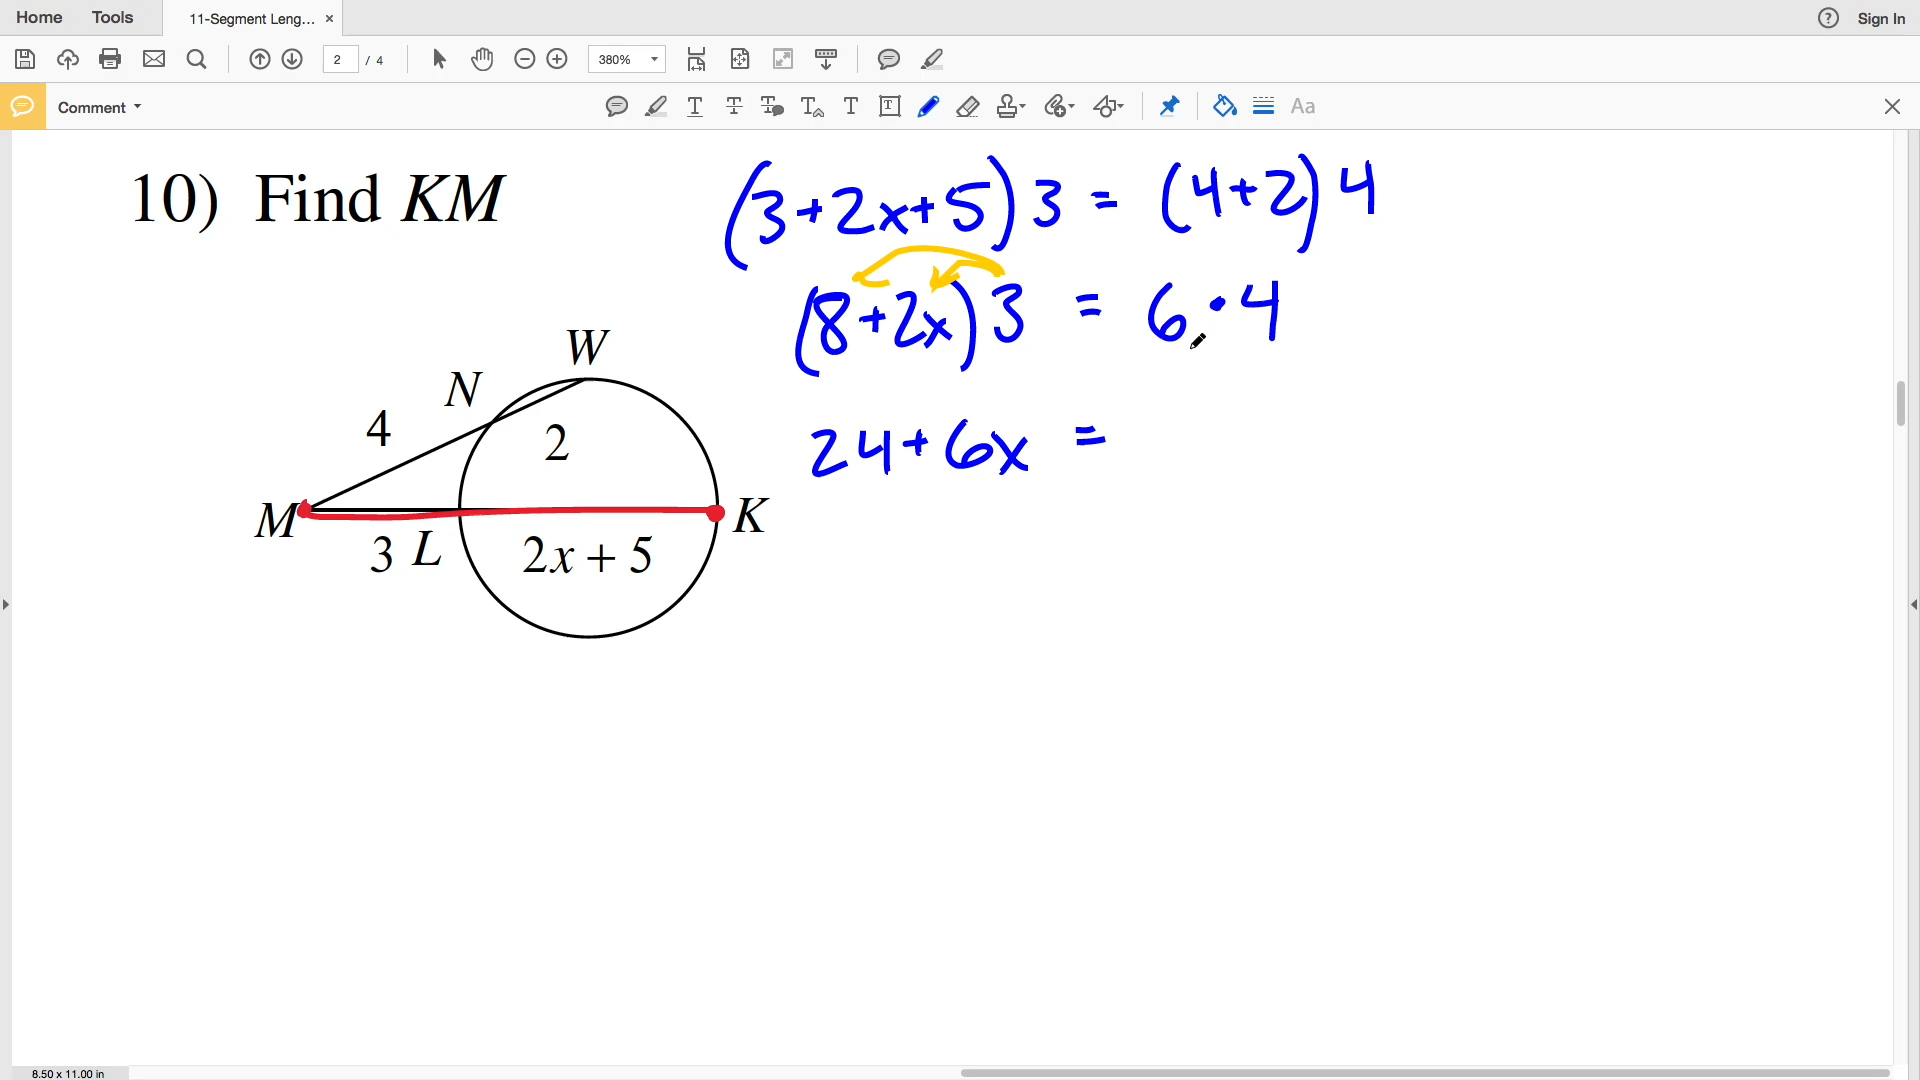 Home Tools 11-Segment Leng... × ? Sign In
2 / 4 380%
Comment T T T T T T Aa
10) Find KM
(3+2x+5)3 = (4+2)4
(8+2x)3 = 6•4
24+6x =
W
N
4
2
M
K
3 L 2x + 5
8.50 x 11.00 in